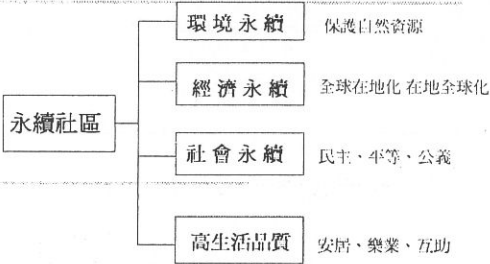 環境永續 保護自然資源
經濟永續 全球在地化 在地全球化
永續社區
社會永續 民主、平等、公義
高生活品質 安居、樂業、互助